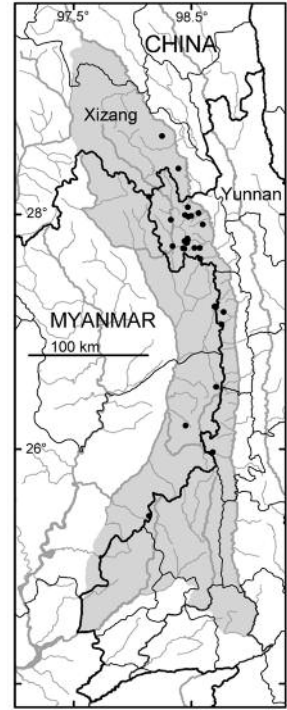 97.5° 98.5°
CHINA
Xizang
Yunnan
28°
MYANMAR
100 km
26°